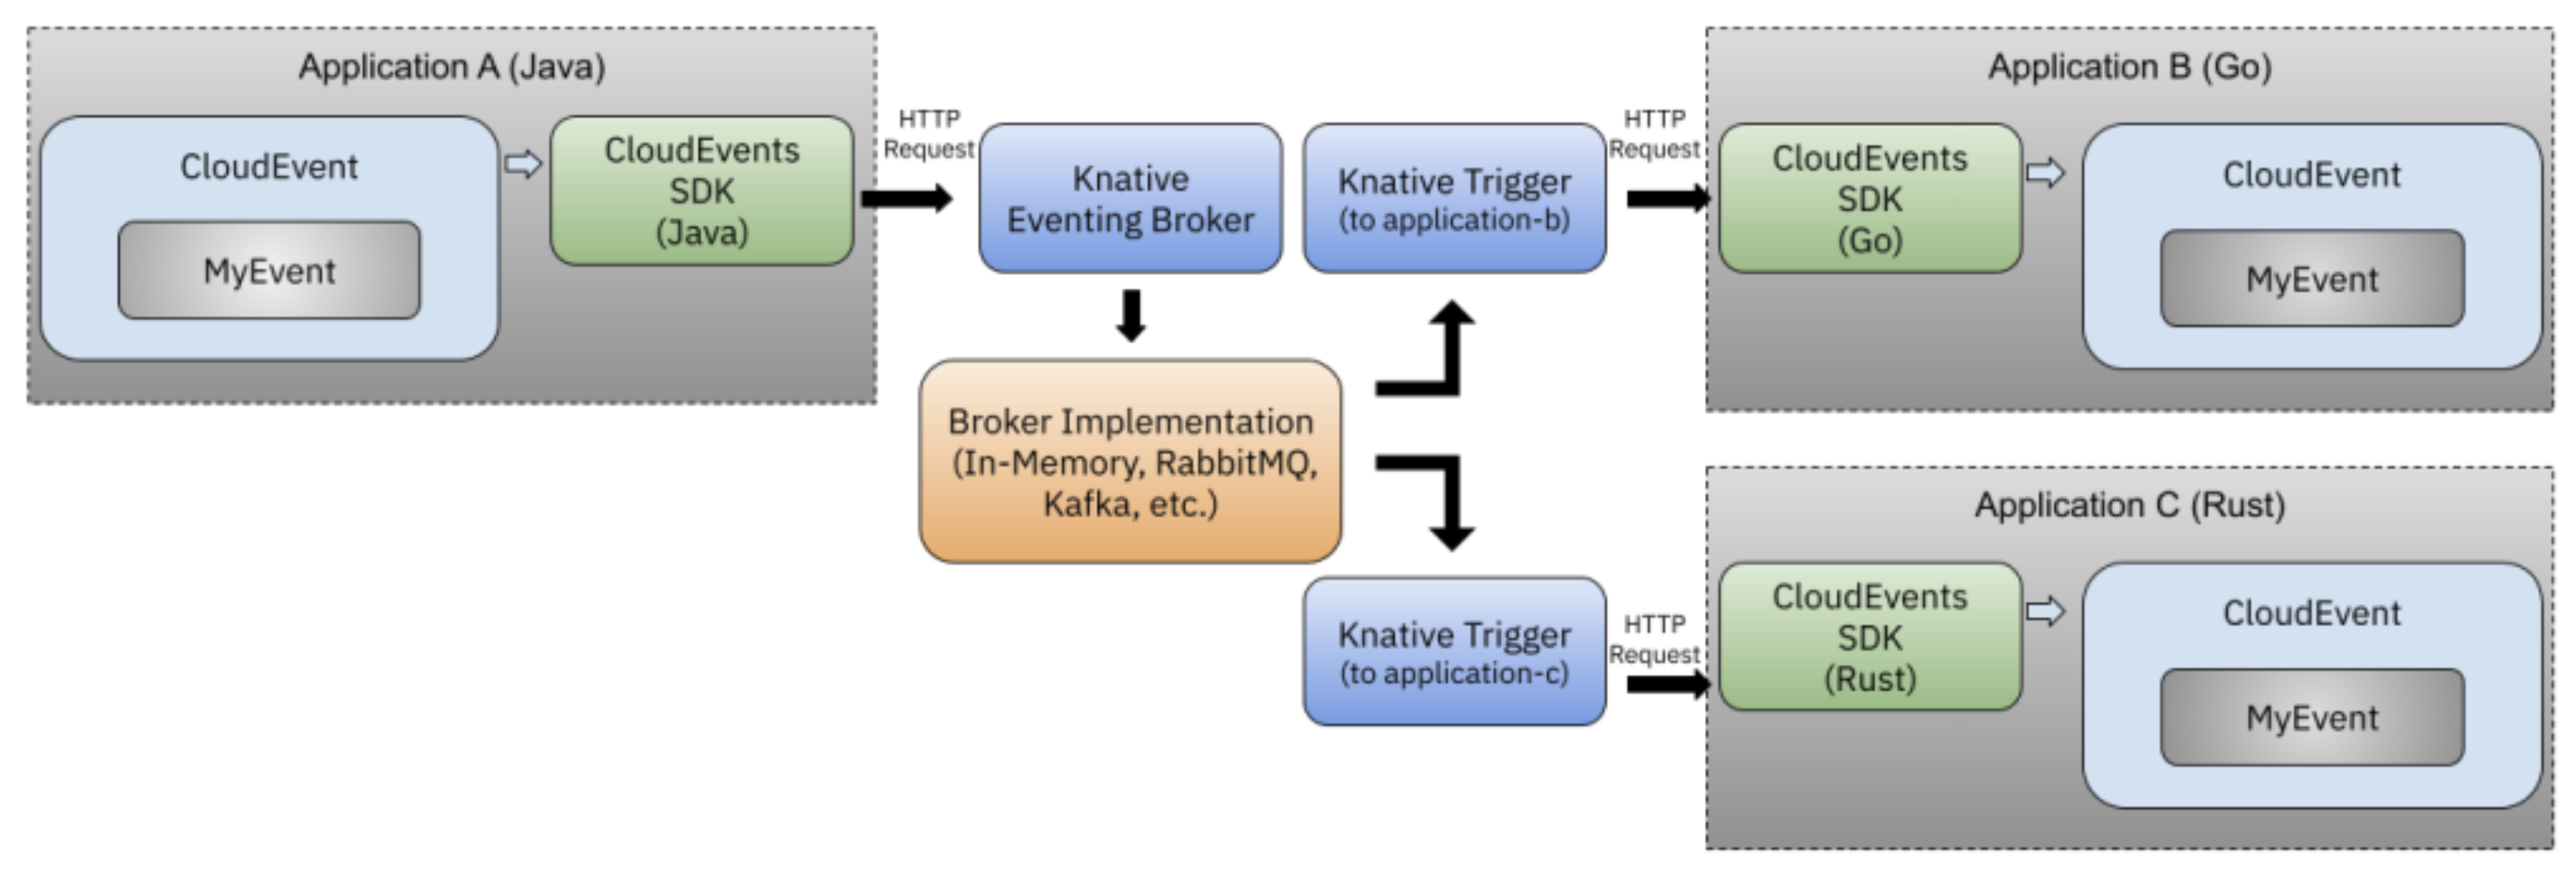 Application A (Java)
CloudEvent
MyEvent
CloudEvents
SDK
(Java)
HTTP
Request
Knative
Eventing Broker
Broker Implementation
(In-Memory, RabbitMQ,
Kafka, etc.)
Knative Trigger
(to application-b)
HTTP
Request
Application B (Go)
CloudEvents
SDK
(Go)
CloudEvent
MyEvent
Knative Trigger
(to application-c)
HTTP
Request
Application C (Rust)
CloudEvents
SDK
(Rust)
CloudEvent
MyEvent